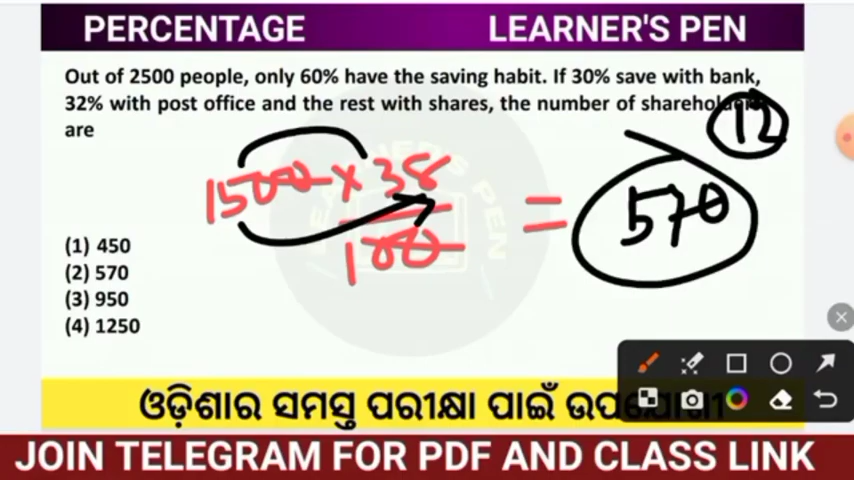 PERCENTAGE LEARNER'S PEN
Out of 2500 people, only 60% have the saving habit. If 30% save with bank,
32% with post office and the rest with shares, the number of shareholders
are
12
1500 x 38
100
= 570
(1) 450
(2) 570
(3) 950
(4) 1250
ଓଡ଼ିଶାର ସମସ୍ତ ପରୀକ୍ଷା ପାଇଁ ଉପଯୋଗୀ
JOIN TELEGRAM FOR PDF AND CLASS LINK